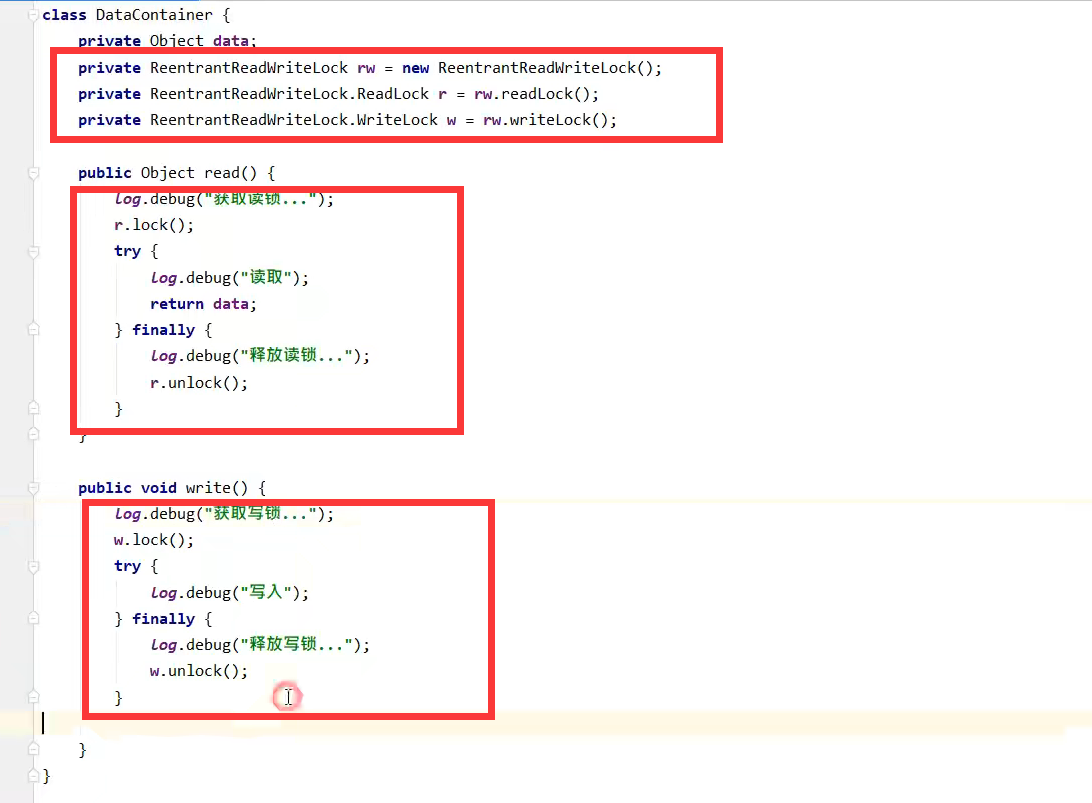 class DataContainer {
private Object data;
private ReentrantReadWriteLock rw = new ReentrantReadWriteLock();
private ReentrantReadWriteLock.ReadLock r = rw.readLock();
private ReentrantReadWriteLock.WriteLock w = rw.writeLock();
public Object read() {
log.debug("获取读锁...");
r.lock();
try {
log.debug("读取");
return data;
} finally {
log.debug("释放读锁...");
r.unlock();
}
}
public void write() {
log.debug("获取写锁...");
w.lock();
try {
log.debug("写入");
} finally {
log.debug("释放写锁...");
w.unlock();
}
}
}